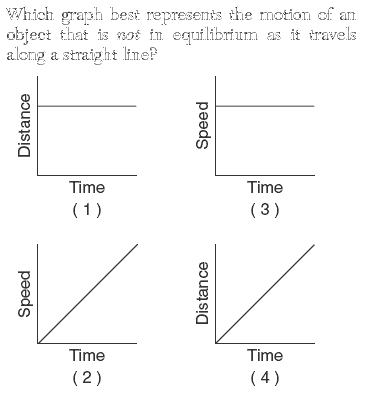 Which graph best represents the motion of an
object that is not in equilibrium as it travels
along a straight line?
Distance
Time
( 1 )
Speed
Time
( 3 )
Speed
Time
( 2 )
Distance
Time
( 4 )